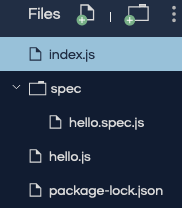 Files
index.js
spec
hello.spec.js
hello.js
package-lock.json